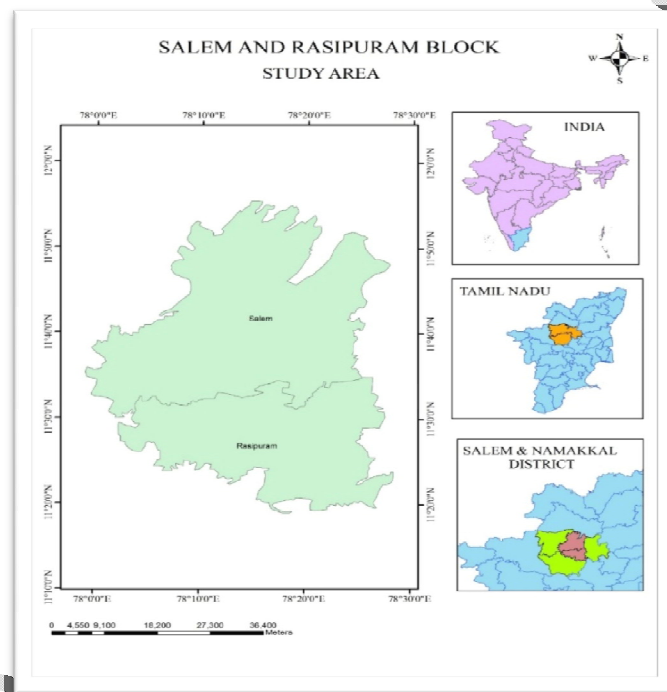 SALEM AND RASIPURAM BLOCK
STUDY AREA
N
W E
S
78°0'0"E 78°10'0"E 78°20'0"E 78°30'0"E
12°0'0"N
11°50'0"N
11°40'0"N
11°30'0"N
11°20'0"N
11°10'0"N
Salem
Rasipuram
12°0'0"N
11°50'0"N
11°40'0"N
11°30'0"N
11°20'0"N
78°0'0"E 78°10'0"E 78°20'0"E 78°30'0"E
0 4,550 9,100 18,200 27,300 36,400
Meters
INDIA
TAMIL NADU
SALEM & NAMAKKAL
DISTRICT